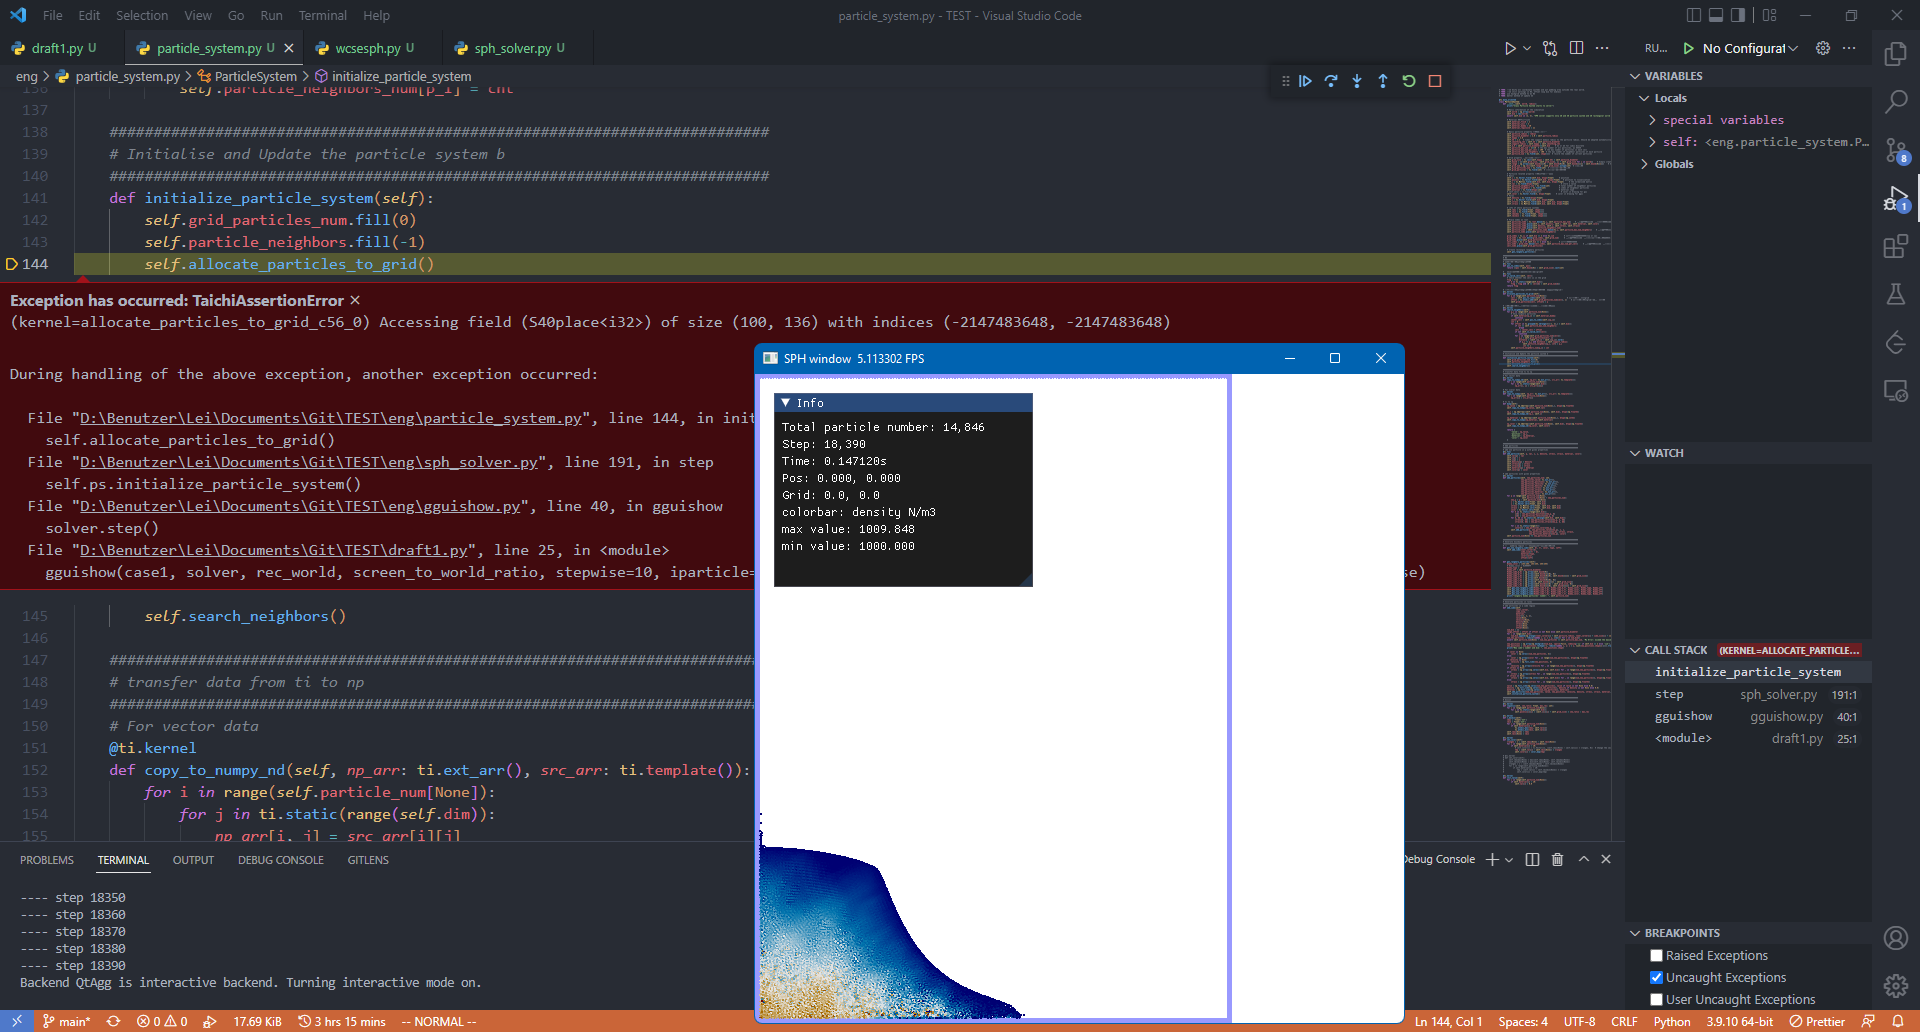 File Edit Selection View Go Run Terminal Help
particle_system.py - TEST - Visual Studio Code
draft1.py U
particle_system.py U
wcsesph.py U
sph_solver.py U
RU...
No Configurat
eng > particle_system.py > ParticleSystem > initialize_particle_system
136 self.particle_neighbors_num[p_i] = cnt
137
138 ###########################################################################
139 # Initialise and Update the particle system b
140 ###########################################################################
141 def initialize_particle_system(self):
142 self.grid_particles_num.fill(0)
143 self.particle_neighbors.fill(-1)
144 self.allocate_particles_to_grid()
Exception has occurred: TaichiAssertionError
(kernel=allocate_particles_to_grid_c56_0) Accessing field (S40place<i32>) of size (100, 136) with indices (-2147483648, -2147483648)
During handling of the above exception, another exception occurred:
File "D:\Benutzer\Lei\Documents\Git\TEST\eng\particle_system.py", line 144, in init
self.allocate_particles_to_grid()
File "D:\Benutzer\Lei\Documents\Git\TEST\eng\sph_solver.py", line 191, in step
self.ps.initialize_particle_system()
File "D:\Benutzer\Lei\Documents\Git\TEST\eng\gguishow.py", line 40, in gguishow
solver.step()
File "D:\Benutzer\Lei\Documents\Git\TEST\draft1.py", line 25, in <module>
gguishow(case1, solver, rec_world, screen_to_world_ratio, stepwise=10, iparticle=
se)
145 self.search_neighbors()
146
147 ##########################################################################
148 # transfer data from ti to np
149 ##########################################################################
150 # For vector data
151 @ti.kernel
152 def copy_to_numpy_nd(self, np_arr: ti.ext_arr(), src_arr: ti.template()):
153 for i in range(self.particle_num[None]):
154 for j in ti.static(range(self.dim)):
155 np_arr[i, j] = src_arr[i][j]
SPH window 5.113302 FPS
Info
Total particle number: 14,846
Step: 18,390
Time: 0.147120s
Pos: 0.000, 0.000
Grid: 0.0, 0.0
colorbar: density N/m3
max value: 1009.848
min value: 1000.000
PROBLEMS TERMINAL OUTPUT DEBUG CONSOLE GITLENS
Debug Console
---- step 18350
---- step 18360
---- step 18370
---- step 18380
---- step 18390
Backend QtAgg is interactive backend. Turning interactive mode on.
VARIABLES
Locals
special variables
self: <eng.particle_system.P...
Globals
WATCH
CALL STACK (KERNEL=ALLOCATE_PARTICLE...
initialize_particle_system
step sph_solver.py 191:1
gguishow gguishow.py 40:1
<module> draft1.py 25:1
BREAKPOINTS
Raised Exceptions
Uncaught Exceptions
User Uncaught Exceptions
8
1
main* 0 0 17.69 KiB 3 hrs 15 mins -- NORMAL --
Ln 144, Col 1 Spaces: 4 UTF-8 CRLF Python 3.9.10 64-bit Prettier